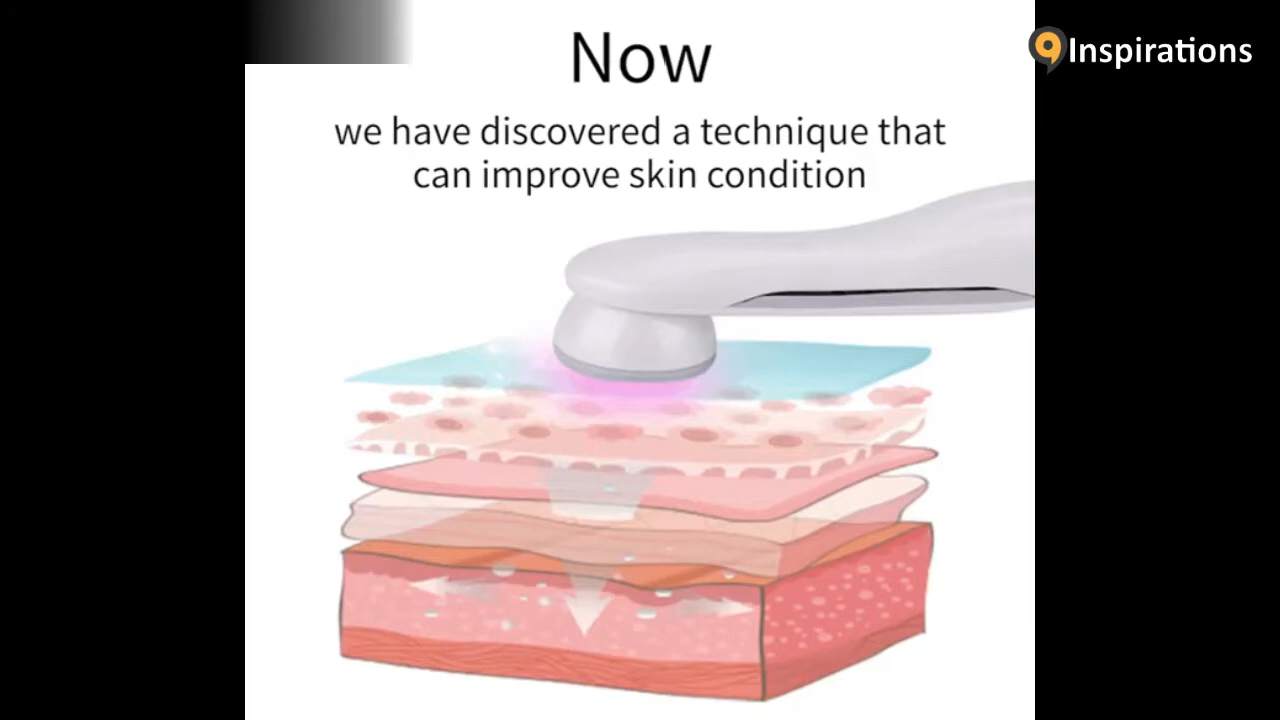 Now
Inspirations
we have discovered a technique that
can improve skin condition